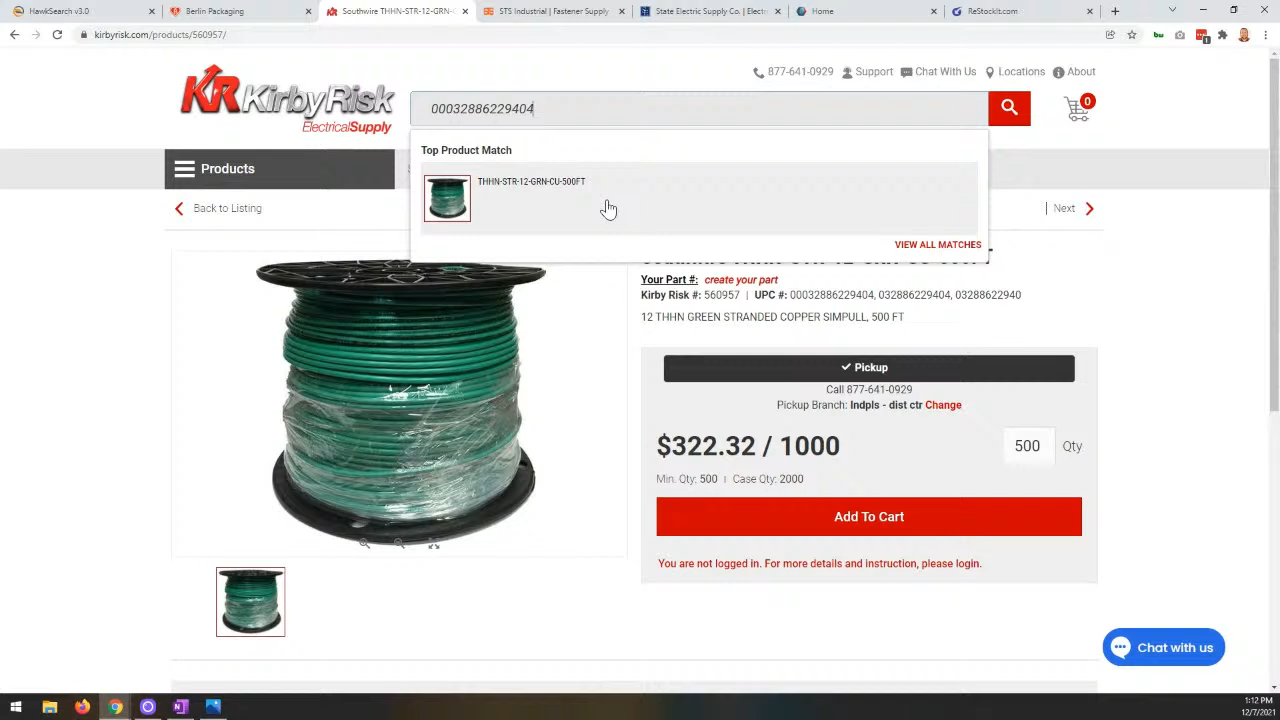 HawkSearch v3.0
Berlin Packaging
Southwire THHN-STR-12-GRN-
STS Industrial | Fastener Supply
State Electric Supply Co. | Electri
Home
ReStockIt.com
kirbyrisk.com/products/560957/
1
877-641-0929
Support
Chat With Us
Locations
About
KR KirbyRisk
ElectricalSupply
00032886229404
0
Top Product Match
Products
THHN-STR-12-GRN-CU-500FT
Back to Listing
| Next
VIEW ALL MATCHES
Your Part #: create your part
Kirby Risk #: 560957 | UPC #: 00032886229404, 032886229404, 03288622940
12 THHN GREEN STRANDED COPPER SIMPULL, 500 FT
Pickup
Call 877-641-0929
Pickup Branch: Indpls - dist ctr Change
$322.32 / 1000
500 Qty
Min. Qty: 500 | Case Qty: 2000
Add To Cart
You are not logged in. For more details and instruction, please login.
Chat with us
1:12 PM
12/7/2021